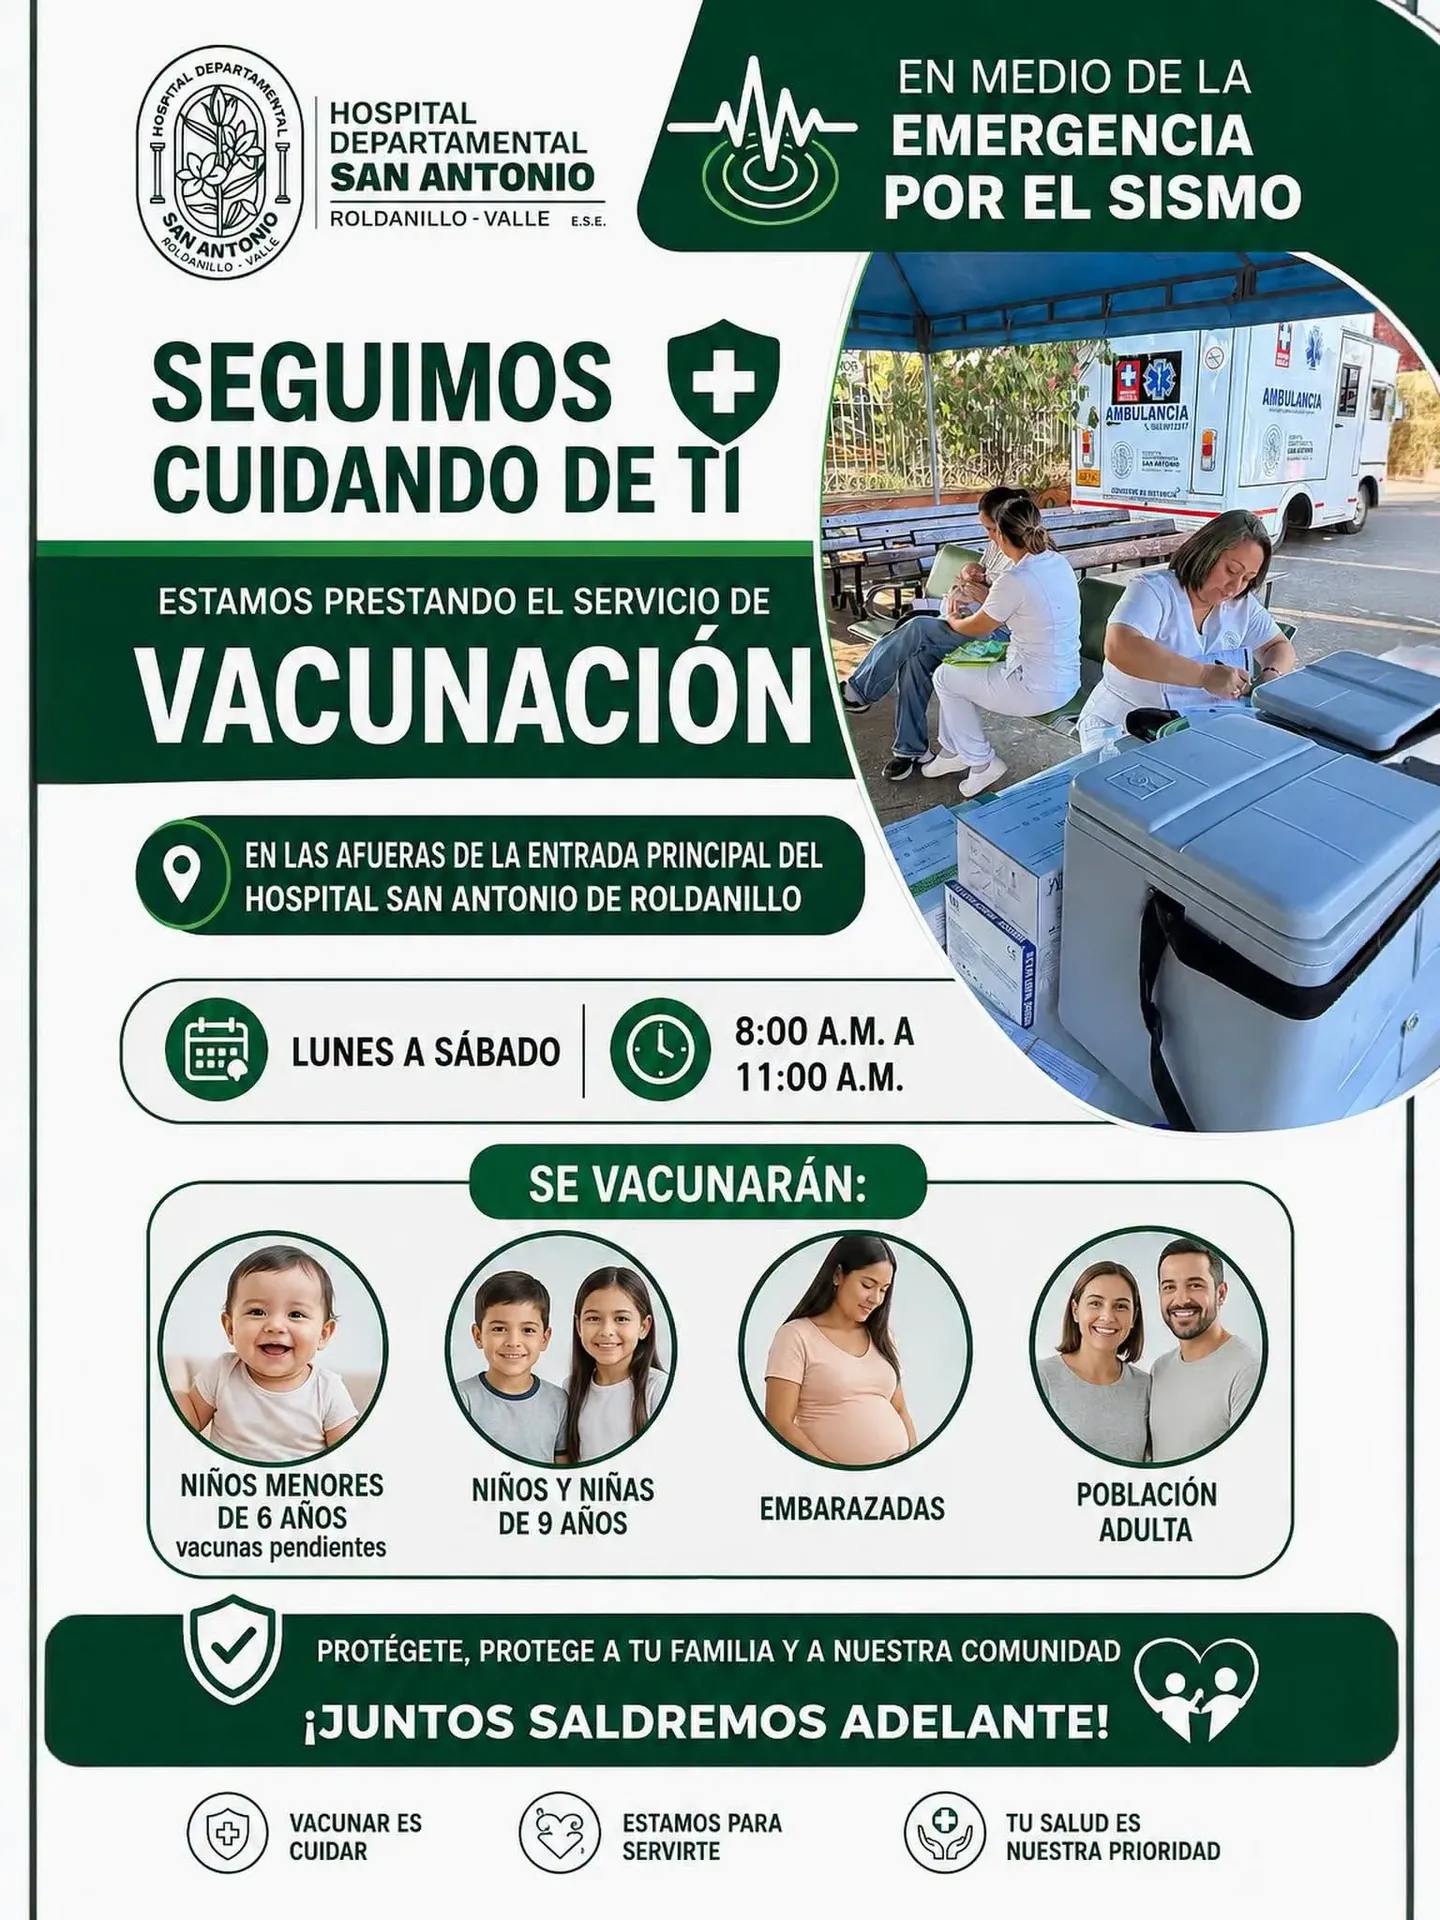 HOSPITAL DEPARTAMENTAL
SAN ANTONIO
ROLDANILLO - VALLE
HOSPITAL
DEPARTAMENTAL
SAN ANTONIO
ROLDANILLO - VALLE E.S.E.
EN MEDIO DE LA
EMERGENCIA
POR EL SISMO
SEGUIMOS
CUIDANDO DE TI
AMBULANCIA
AMBULANCIA
SAN ANTONIO
ESTAMOS PRESTANDO EL SERVICIO DE
VACUNACIÓN
EN LAS AFUERAS DE LA ENTRADA PRINCIPAL DEL
HOSPITAL SAN ANTONIO DE ROLDANILLO
LUNES A SÁBADO
8:00 A.M. A
11:00 A.M.
SE VACUNARÁN:
NIÑOS MENORES
DE 6 AÑOS
vacunas pendientes
NIÑOS Y NIÑAS
DE 9 AÑOS
EMBARAZADAS
POBLACIÓN
ADULTA
PROTÉGETE, PROTEGE A TU FAMILIA Y A NUESTRA COMUNIDAD
¡JUNTOS SALDREMOS ADELANTE!
VACUNAR ES
CUIDAR
ESTAMOS PARA
SERVIRTE
TU SALUD ES
NUESTRA PRIORIDAD